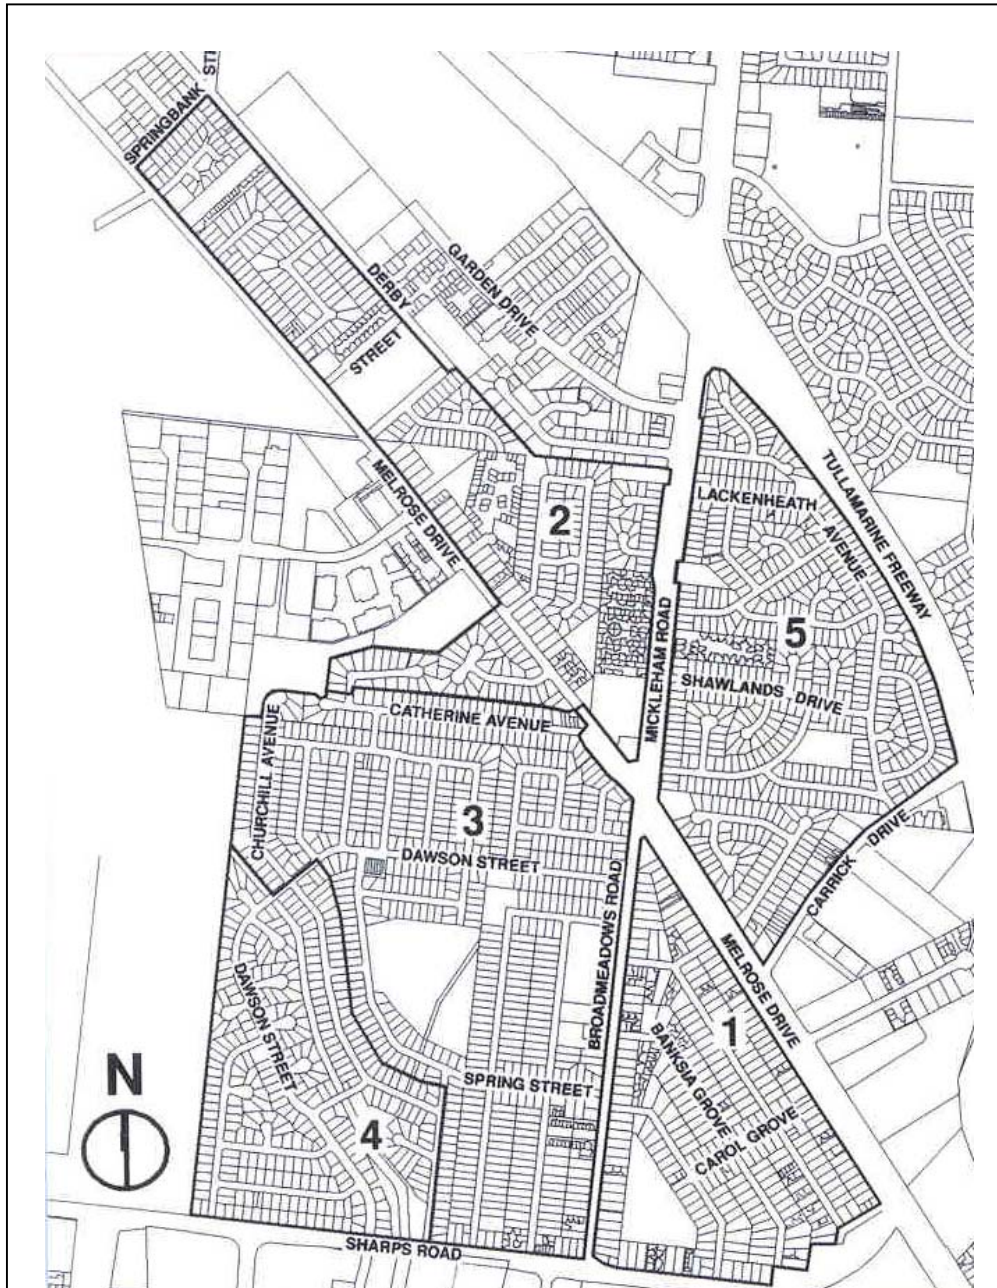 SPRINGBANK ST
DERBY
STREET
GARDEN DRIVE
MELROSE DRIVE
2
LACKENHEATH
AVENUE
TULLAMARINE FREEWAY
5
SHAWLANDS DRIVE
MICKLEHAM ROAD
CATHERINE AVENUE
CHURCHILL AVENUE
3
DAWSON STREET
BROADMEADOWS ROAD
CARRICK DRIVE
MELROSE DRIVE
1
BANKSIA GROVE
CAROL GROVE
DAWSON STREET
SPRING STREET
4
N
SHARPS ROAD